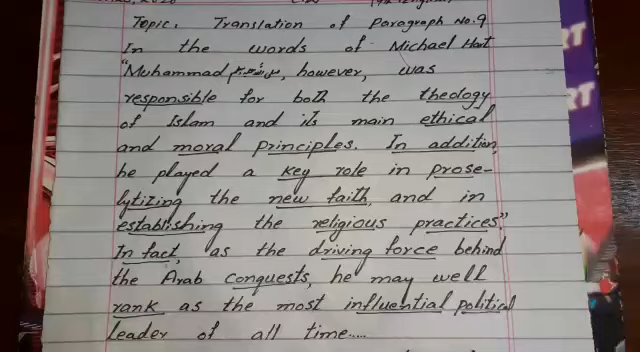 Topic. Translation of Paragraph No.9
In the words of Michael Hart
"Muhammad ﷺ, however, was
responsible for both the theology
of Islam and its main ethical
and moral principles. In addition,
he played a key role in prose-
lytizing the new faith, and in
establishing the religious practices."
In fact, as the driving force behind
the Arab conquests, he may well
rank as the most influential political
leader of all time.....
RT
RT